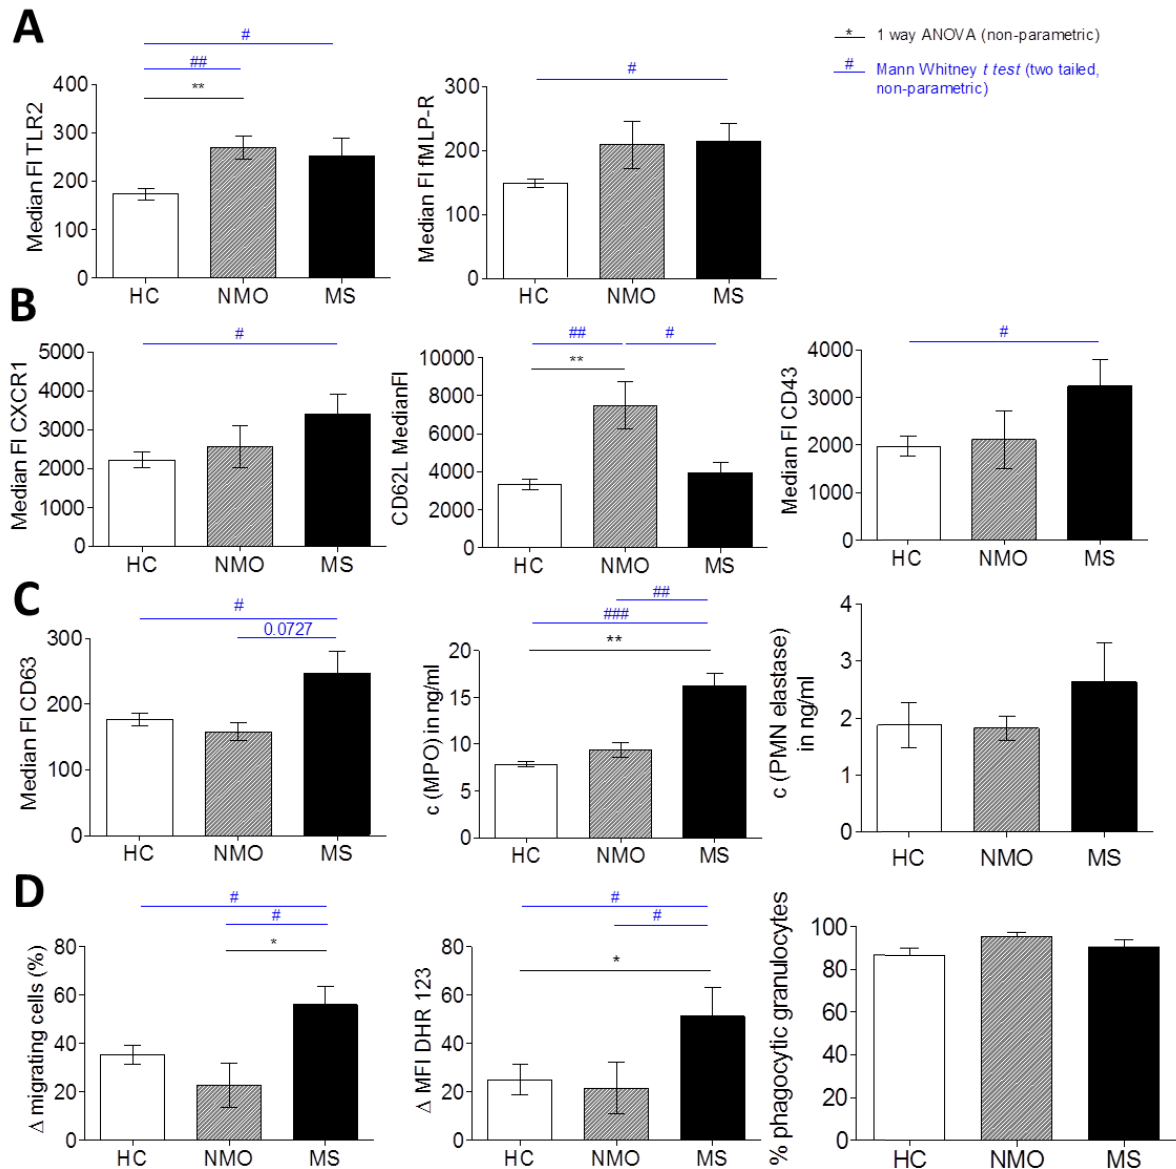 A
#
##
**
Median FI TLR2
400
300
200
100
0
HC NMO MS
#
Median FI fMLP-R
300
200
100
0
HC NMO MS
* 1 way ANOVA (non-parametric)
# Mann Whitney t test (two tailed,
non-parametric)
B
#
Median FI CXCR1
5000
4000
3000
2000
1000
0
HC NMO MS
## #
**
CD62L MedianFI
10000
8000
6000
4000
2000
0
HC NMO MS
#
Median FI CD43
4000
3000
2000
1000
0
HC NMO MS
C
#
0.0727
Median FI CD63
300
200
100
0
HC NMO MS
##
###
**
c (MPO) in ng/ml
20
15
10
5
0
HC NMO MS
c (PMN elastase)
in ng/ml
4
3
2
1
0
HC NMO MS
D
#
#
*
Δ migrating cells (%)
80
60
40
20
0
HC NMO MS
#
#
*
Δ MFI DHR 123
80
60
40
20
0
HC NMO MS
% phagocytic granulocytes
100
80
60
40
20
0
HC NMO MS